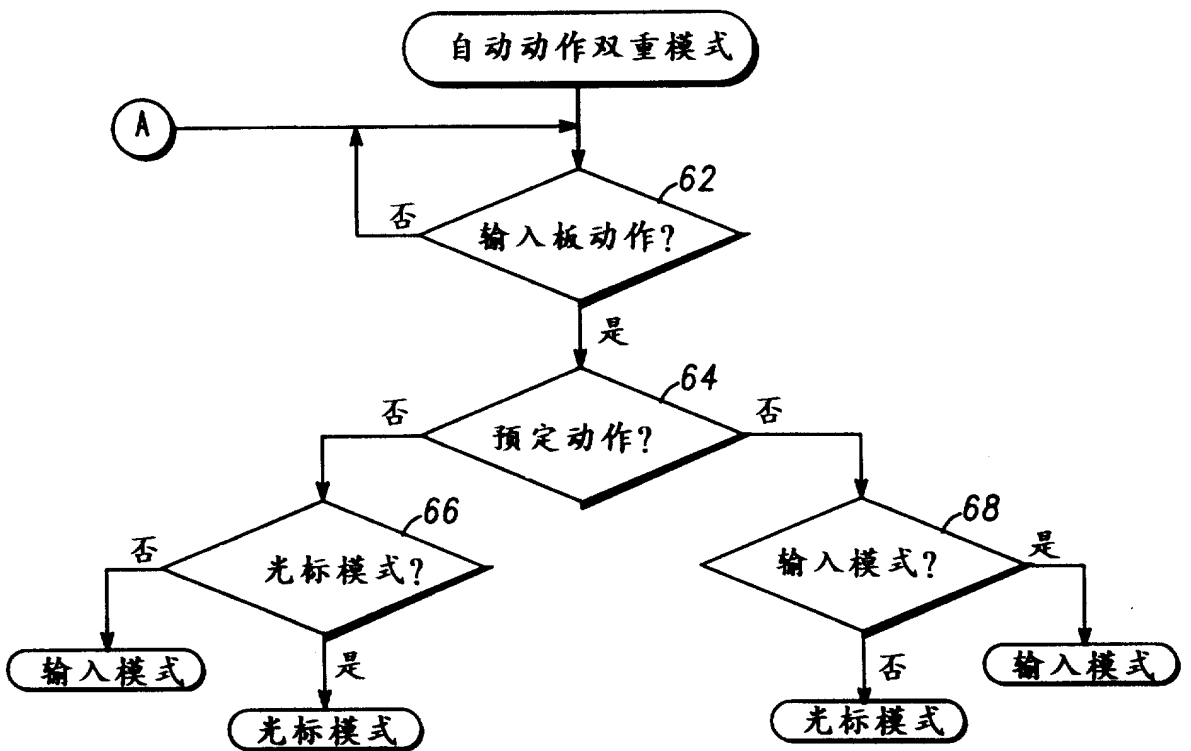 自动动作双重模式
A
62
否
输入板动作?
是
64
否
否
预定动作?
66
68
否
光标模式?
输入模式?
是
输入模式
是
否
输入模式
光标模式
光标模式